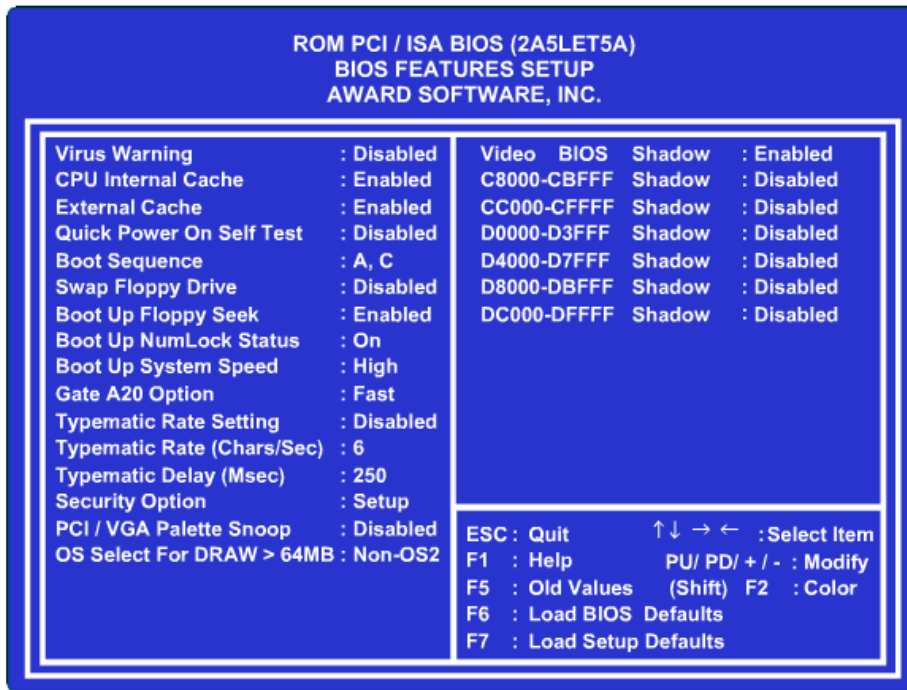 ROM PCI / ISA BIOS (2A5LET5A)
BIOS FEATURES SETUP
AWARD SOFTWARE, INC.
Virus Warning : Disabled
CPU Internal Cache : Enabled
External Cache : Enabled
Quick Power On Self Test : Disabled
Boot Sequence : A, C
Swap Floppy Drive : Disabled
Boot Up Floppy Seek : Enabled
Boot Up NumLock Status : On
Boot Up System Speed : High
Gate A20 Option : Fast
Typematic Rate Setting : Disabled
Typematic Rate (Chars/Sec) : 6
Typematic Delay (Msec) : 250
Security Option : Setup
PCI / VGA Palette Snoop : Disabled
OS Select For DRAW > 64MB : Non-OS2
Video BIOS Shadow : Enabled
C8000-CBFFF Shadow : Disabled
CC000-CFFFF Shadow : Disabled
D0000-D3FFF Shadow : Disabled
D4000-D7FFF Shadow : Disabled
D8000-DBFFF Shadow : Disabled
DC000-DFFFF Shadow : Disabled
ESC : Quit ↑↓ → ← : Select Item
F1 : Help PU/ PD/ + / - : Modify
F5 : Old Values (Shift) F2 : Color
F6 : Load BIOS Defaults
F7 : Load Setup Defaults